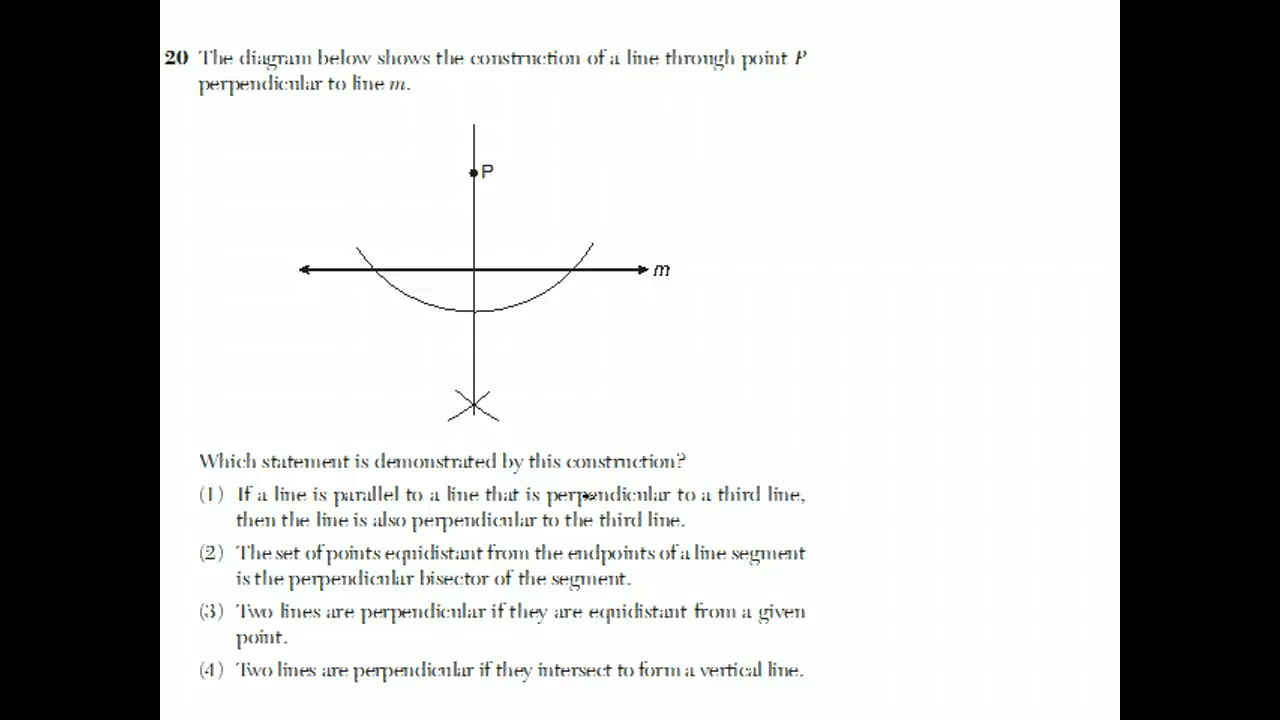 20 The diagram below shows the construction of a line through point P
perpendicular to line m.
P
m
Which statement is demonstrated by this construction?
(1) If a line is parallel to a line that is perpendicular to a third line,
then the line is also perpendicular to the third line.
(2) The set of points equidistant from the endpoints of a line segment
is the perpendicular bisector of the segment.
(3) Two lines are perpendicular if they are equidistant from a given
point.
(4) Two lines are perpendicular if they intersect to form a vertical line.